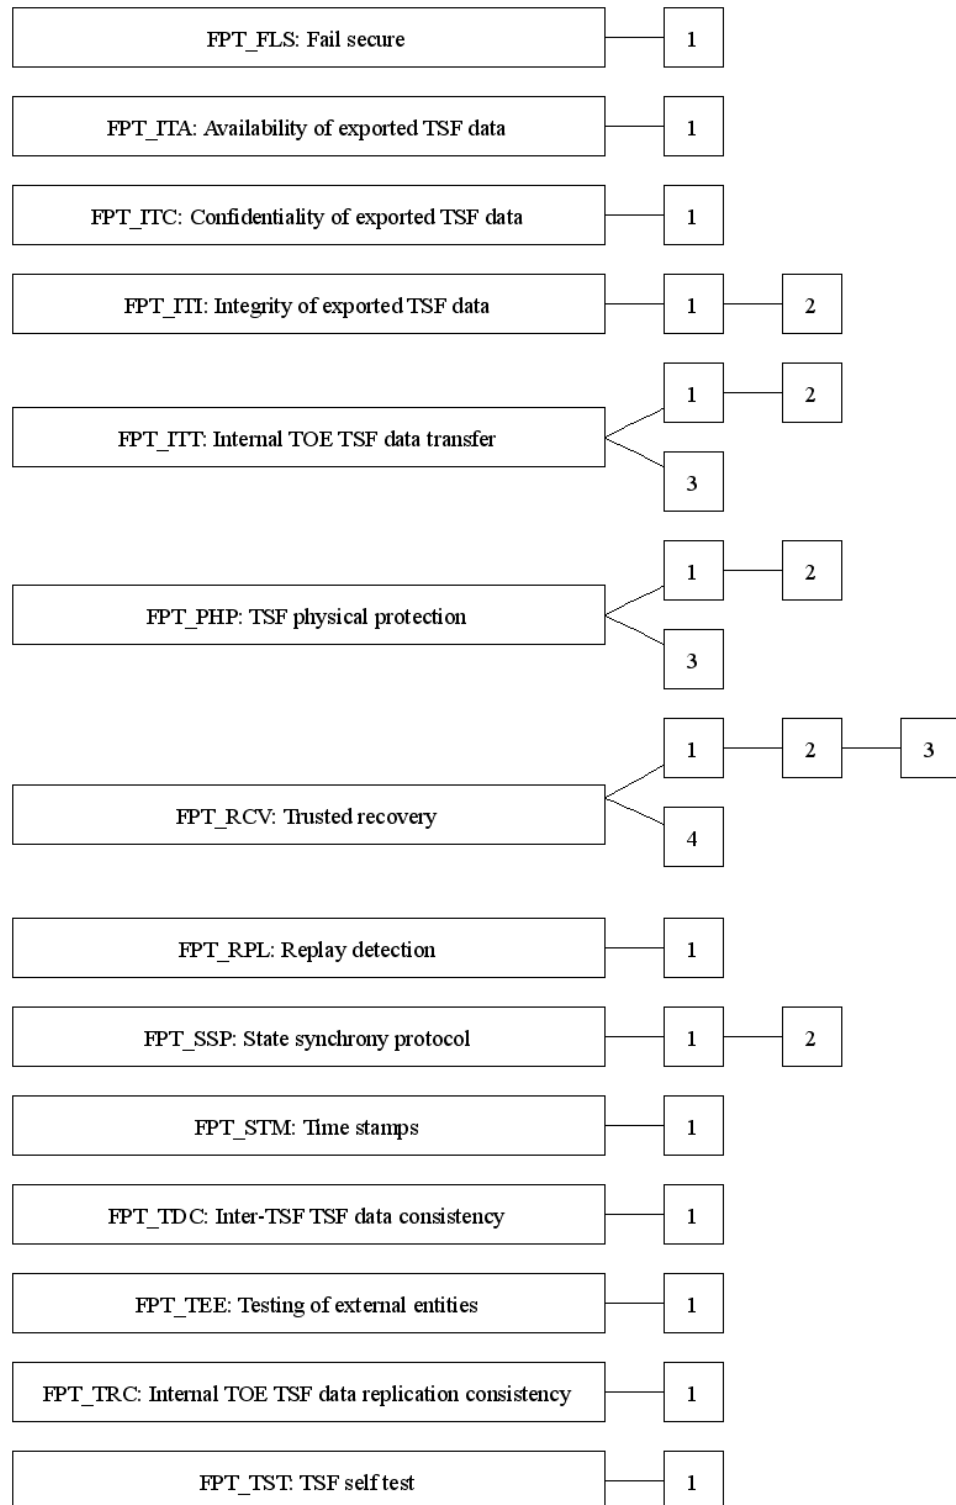 FPT_FLS: Fail secure 1
FPT_ITA: Availability of exported TSF data 1
FPT_ITC: Confidentiality of exported TSF data 1
FPT_ITI: Integrity of exported TSF data 1 2
1 2
FPT_ITT: Internal TOE TSF data transfer
3
1 2
FPT_PHP: TSF physical protection
3
1 2 3
FPT_RCV: Trusted recovery
4
FPT_RPL: Replay detection 1
FPT_SSP: State synchrony protocol 1 2
FPT_STM: Time stamps 1
FPT_TDC: Inter-TSF TSF data consistency 1
FPT_TEE: Testing of external entities 1
FPT_TRC: Internal TOE TSF data replication consistency 1
FPT_TST: TSF self test 1